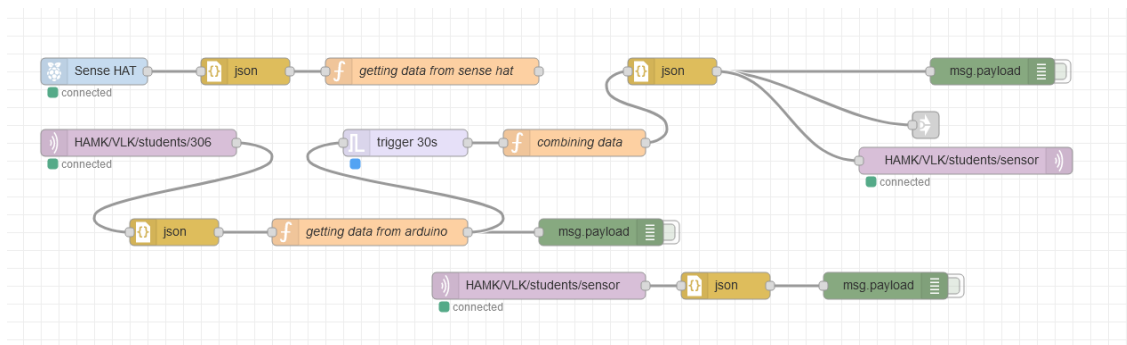 Sense HAT
json
getting data from sense hat
json
msg.payload
connected
HAMK/VLK/students/306
trigger 30s
combining data
connected
HAMK/VLK/students/sensor
connected
json
getting data from arduino
msg.payload
HAMK/VLK/students/sensor
json
msg.payload
connected